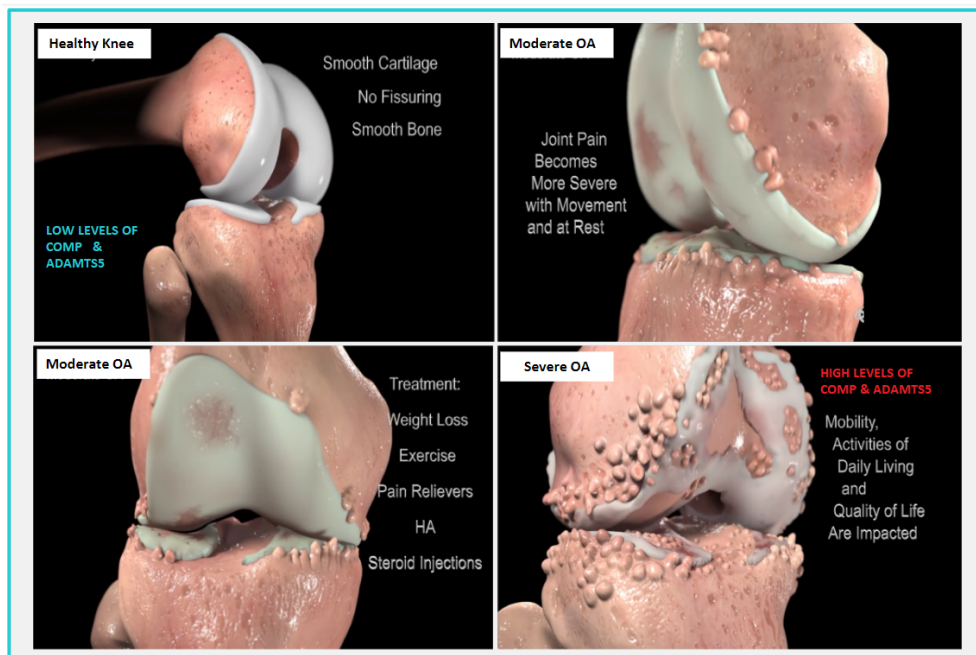 Healthy Knee
Smooth Cartilage
No Fissuring
Smooth Bone
LOW LEVELS OF
COMP &
ADAMTS5
Moderate OA
Joint Pain
Becomes
More Severe
with Movement
and at Rest
Moderate OA
Treatment:
Weight Loss
Exercise
Pain Relievers
HA
Steroid Injections
Severe OA
HIGH LEVELS OF
COMP & ADAMTS5
Mobility,
Activities of
Daily Living
and
Quality of Life
Are Impacted